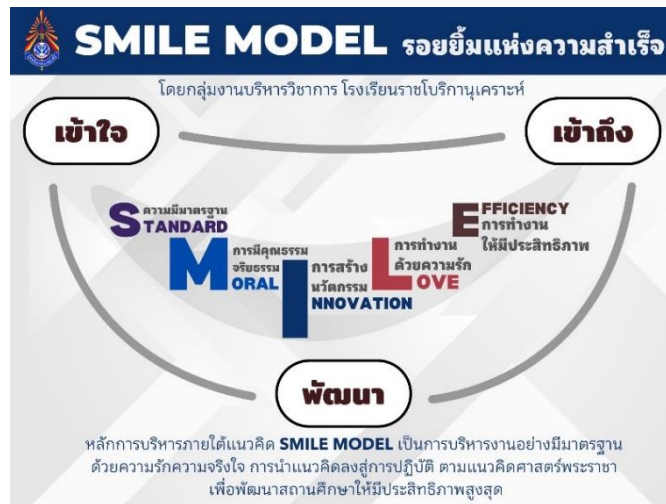 SMILE MODEL รอยยิ้มแห่งความสำเร็จ
โดยกลุ่มงานบริหารวิชาการ โรงเรียนราชโบริกานุเคราะห์
เข้าใจ
เข้าถึง
ความมีมาตรฐาน
STANDARD
การมีคุณธรรม
จริยธรรม
MORAL
การสร้าง
นวัตกรรม
INNOVATION
การทำงาน
ด้วยความรัก
LOVE
EFFICIENCY
การทำงาน
ให้มีประสิทธิภาพ
พัฒนา
หลักการบริหารภายใต้แนวคิด SMILE MODEL เป็นการบริหารงานอย่างมีมาตรฐาน
ด้วยความรักความจริงใจ การนำแนวคิดลงสู่การปฏิบัติ ตามแนวคิดศาสตร์พระราชา
เพื่อพัฒนาสถานศึกษาให้มีประสิทธิภาพสูงสุด